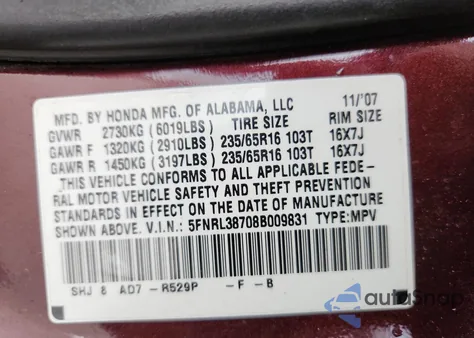 MFD. BY HONDA MFG. OF ALABAMA, LLC 11/'07
GVWR 2730KG (6019LBS) TIRE SIZE RIM SIZE
GAWR F 1320KG (2910LBS) 235/65R16 103T 16X7J
GAWR R 1450KG (3197LBS) 235/65R16 103T 16X7J
THIS VEHICLE CONFORMS TO ALL APPLICABLE FEDE-
RAL MOTOR VEHICLE SAFETY AND THEFT PREVENTION
STANDARDS IN EFFECT ON THE DATE OF MANUFACTURE
SHOWN ABOVE. V.I.N.: 5FNRL38708B009831 TYPE:MPV
SHJ 8 AD7 - R529P - F - B
autosnap